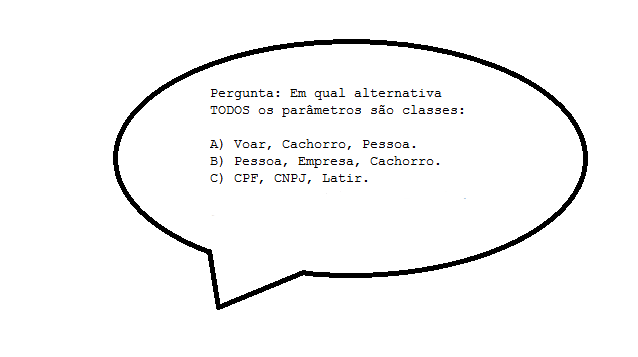 Pergunta: Em qual alternativa
TODOS os parâmetros são classes:
A) Voar, Cachorro, Pessoa.
B) Pessoa, Empresa, Cachorro.
C) CPF, CNPJ, Latir.